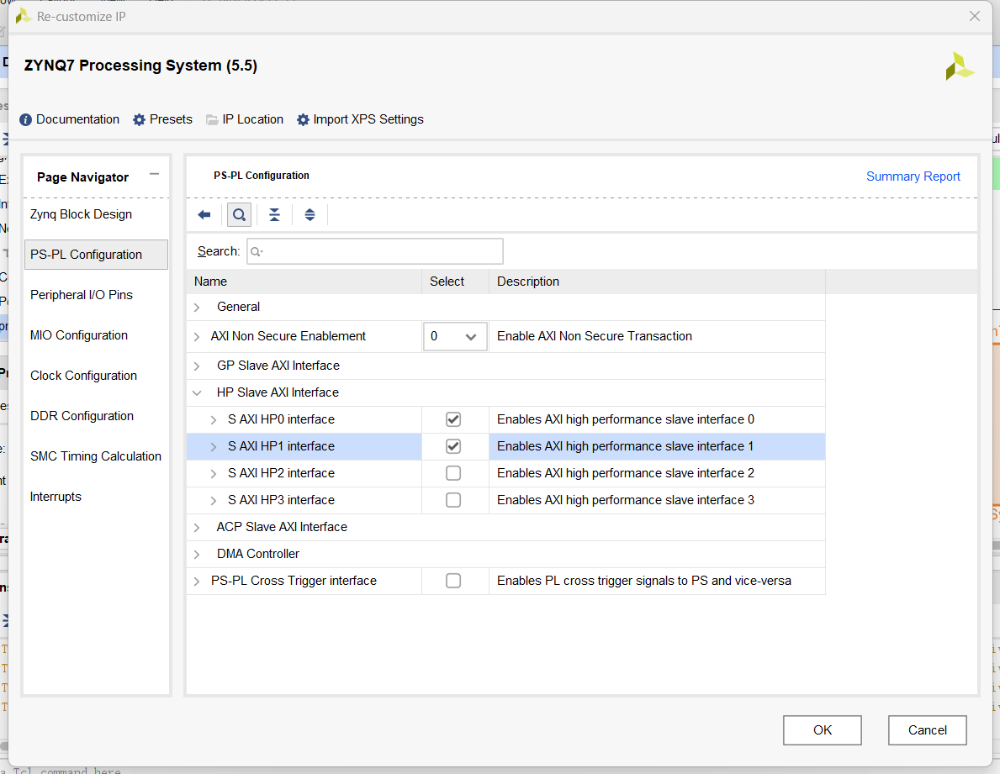 Re-customize IP
ZYNQ7 Processing System (5.5)
Documentation Presets IP Location Import XPS Settings
Page Navigator
Zynq Block Design
PS-PL Configuration
Peripheral I/O Pins
MIO Configuration
Clock Configuration
DDR Configuration
SMC Timing Calculation
Interrupts
PS-PL Configuration Summary Report
Search:
Name Select Description
General
AXI Non Secure Enablement 0 Enable AXI Non Secure Transaction
GP Slave AXI Interface
HP Slave AXI Interface
S AXI HP0 interface Enables AXI high performance slave interface 0
S AXI HP1 interface Enables AXI high performance slave interface 1
S AXI HP2 interface Enables AXI high performance slave interface 2
S AXI HP3 interface Enables AXI high performance slave interface 3
ACP Slave AXI Interface
DMA Controller
PS-PL Cross Trigger interface Enables PL cross trigger signals to PS and vice-versa
OK Cancel
a Tcl command here